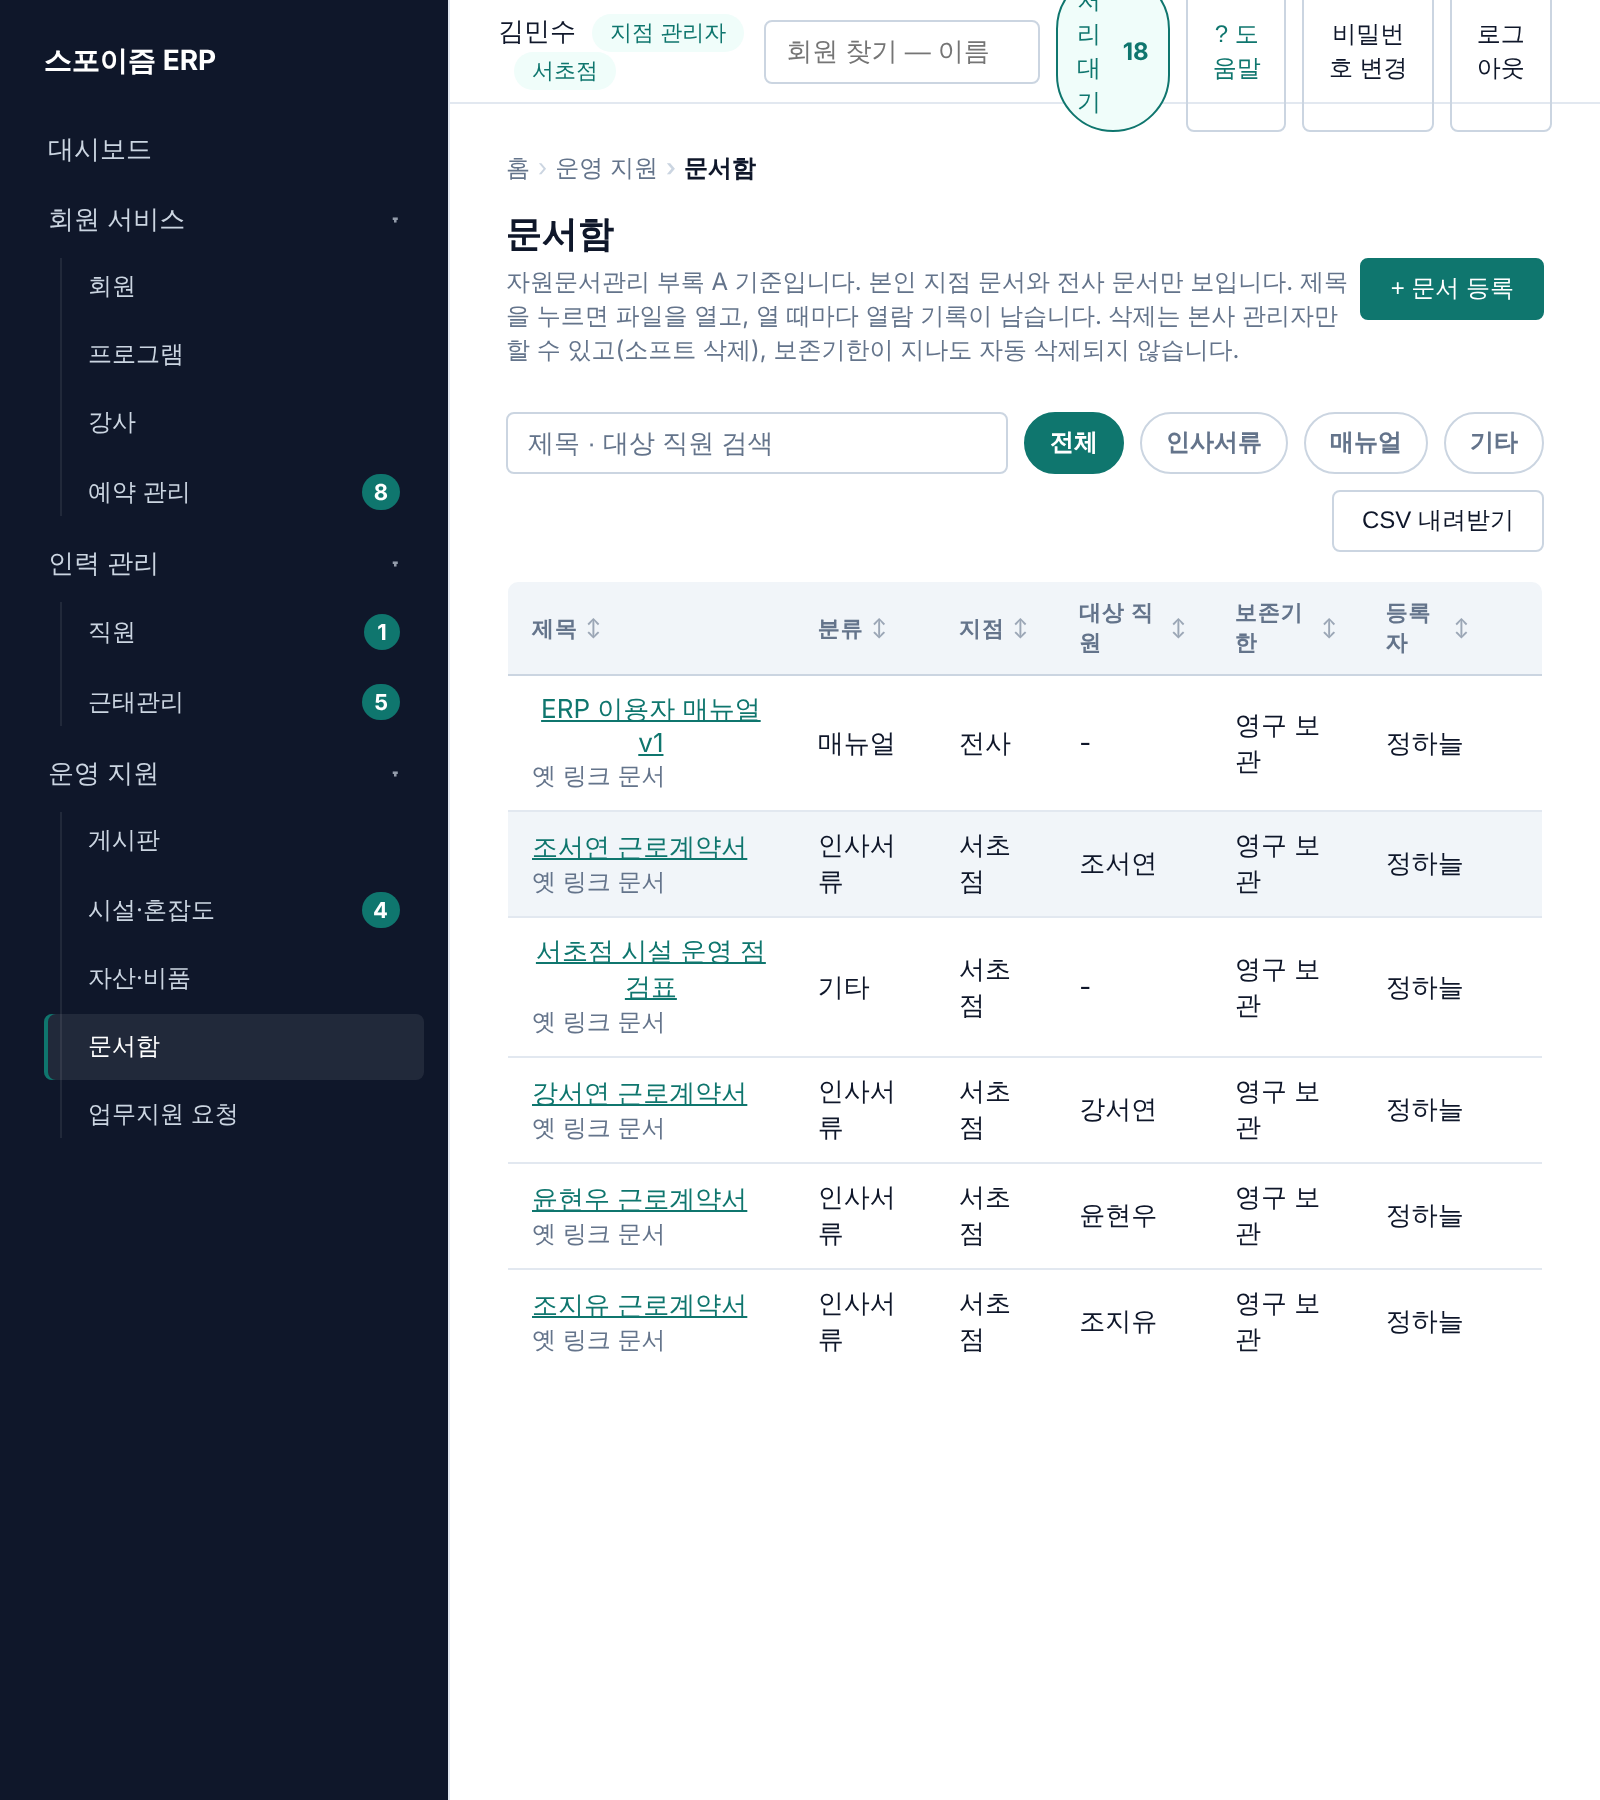 스포이즘 ERP
대시보드
회원 서비스
회원
프로그램
강사
예약 관리 8
인력 관리
직원 1
근태관리 5
운영 지원
게시판
시설·혼잡도 4
자산·비품
문서함
업무지원 요청
김민수 지점 관리자
서초점
회원 찾기 — 이름
처
리
대
기
18
? 도
움말
비밀번
호 변경
로그
아웃
홈 › 운영 지원 › 문서함
문서함
자원문서관리 부록 A 기준입니다. 본인 지점 문서와 전사 문서만 보입니다. 제목
을 누르면 파일을 열고, 열 때마다 열람 기록이 남습니다. 삭제는 본사 관리자만
할 수 있고(소프트 삭제), 보존기한이 지나도 자동 삭제되지 않습니다.
+ 문서 등록
제목 · 대상 직원 검색
전체 인사서류 매뉴얼 기타
CSV 내려받기
제목 ↕ 분류 ↕ 지점 ↕ 대상 직
원 ↕ 보존기
한 ↕ 등록
자 ↕
ERP 이용자 매뉴얼
v1
옛 링크 문서
매뉴얼
전사
-
영구 보
관
정하늘
조서연 근로계약서
옛 링크 문서
인사서
류
서초
점
조서연
영구 보
관
정하늘
서초점 시설 운영 점
검표
옛 링크 문서
기타
서초
점
-
영구 보
관
정하늘
강서연 근로계약서
옛 링크 문서
인사서
류
서초
점
강서연
영구 보
관
정하늘
윤현우 근로계약서
옛 링크 문서
인사서
류
서초
점
윤현우
영구 보
관
정하늘
조지유 근로계약서
옛 링크 문서
인사서
류
서초
점
조지유
영구 보
관
정하늘